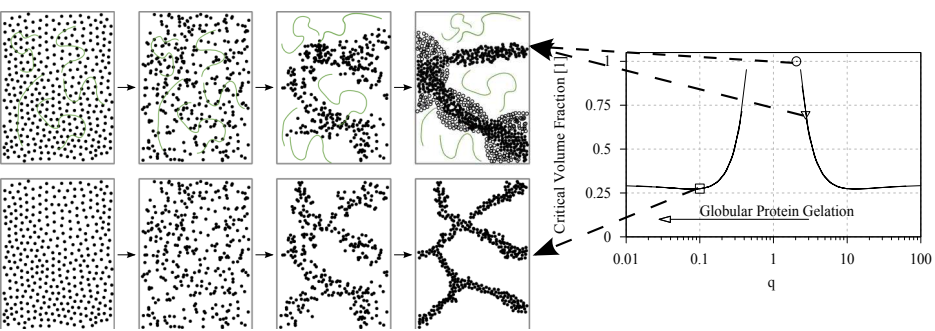 Critical Volume Fraction [1]
1
0.75
0.5
0.25
0
Globular Protein Gelation
0.01 0.1 1 10 100
q